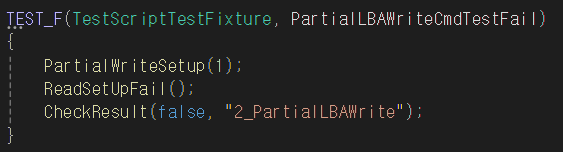 TEST_F(TestScriptTestFixture, PartialLBAWriteCmdTestFail)
{
    PartialWriteSetup(1);
    ReadSetUpFail();
    CheckResult(false, "2_PartialLBAWrite");
}